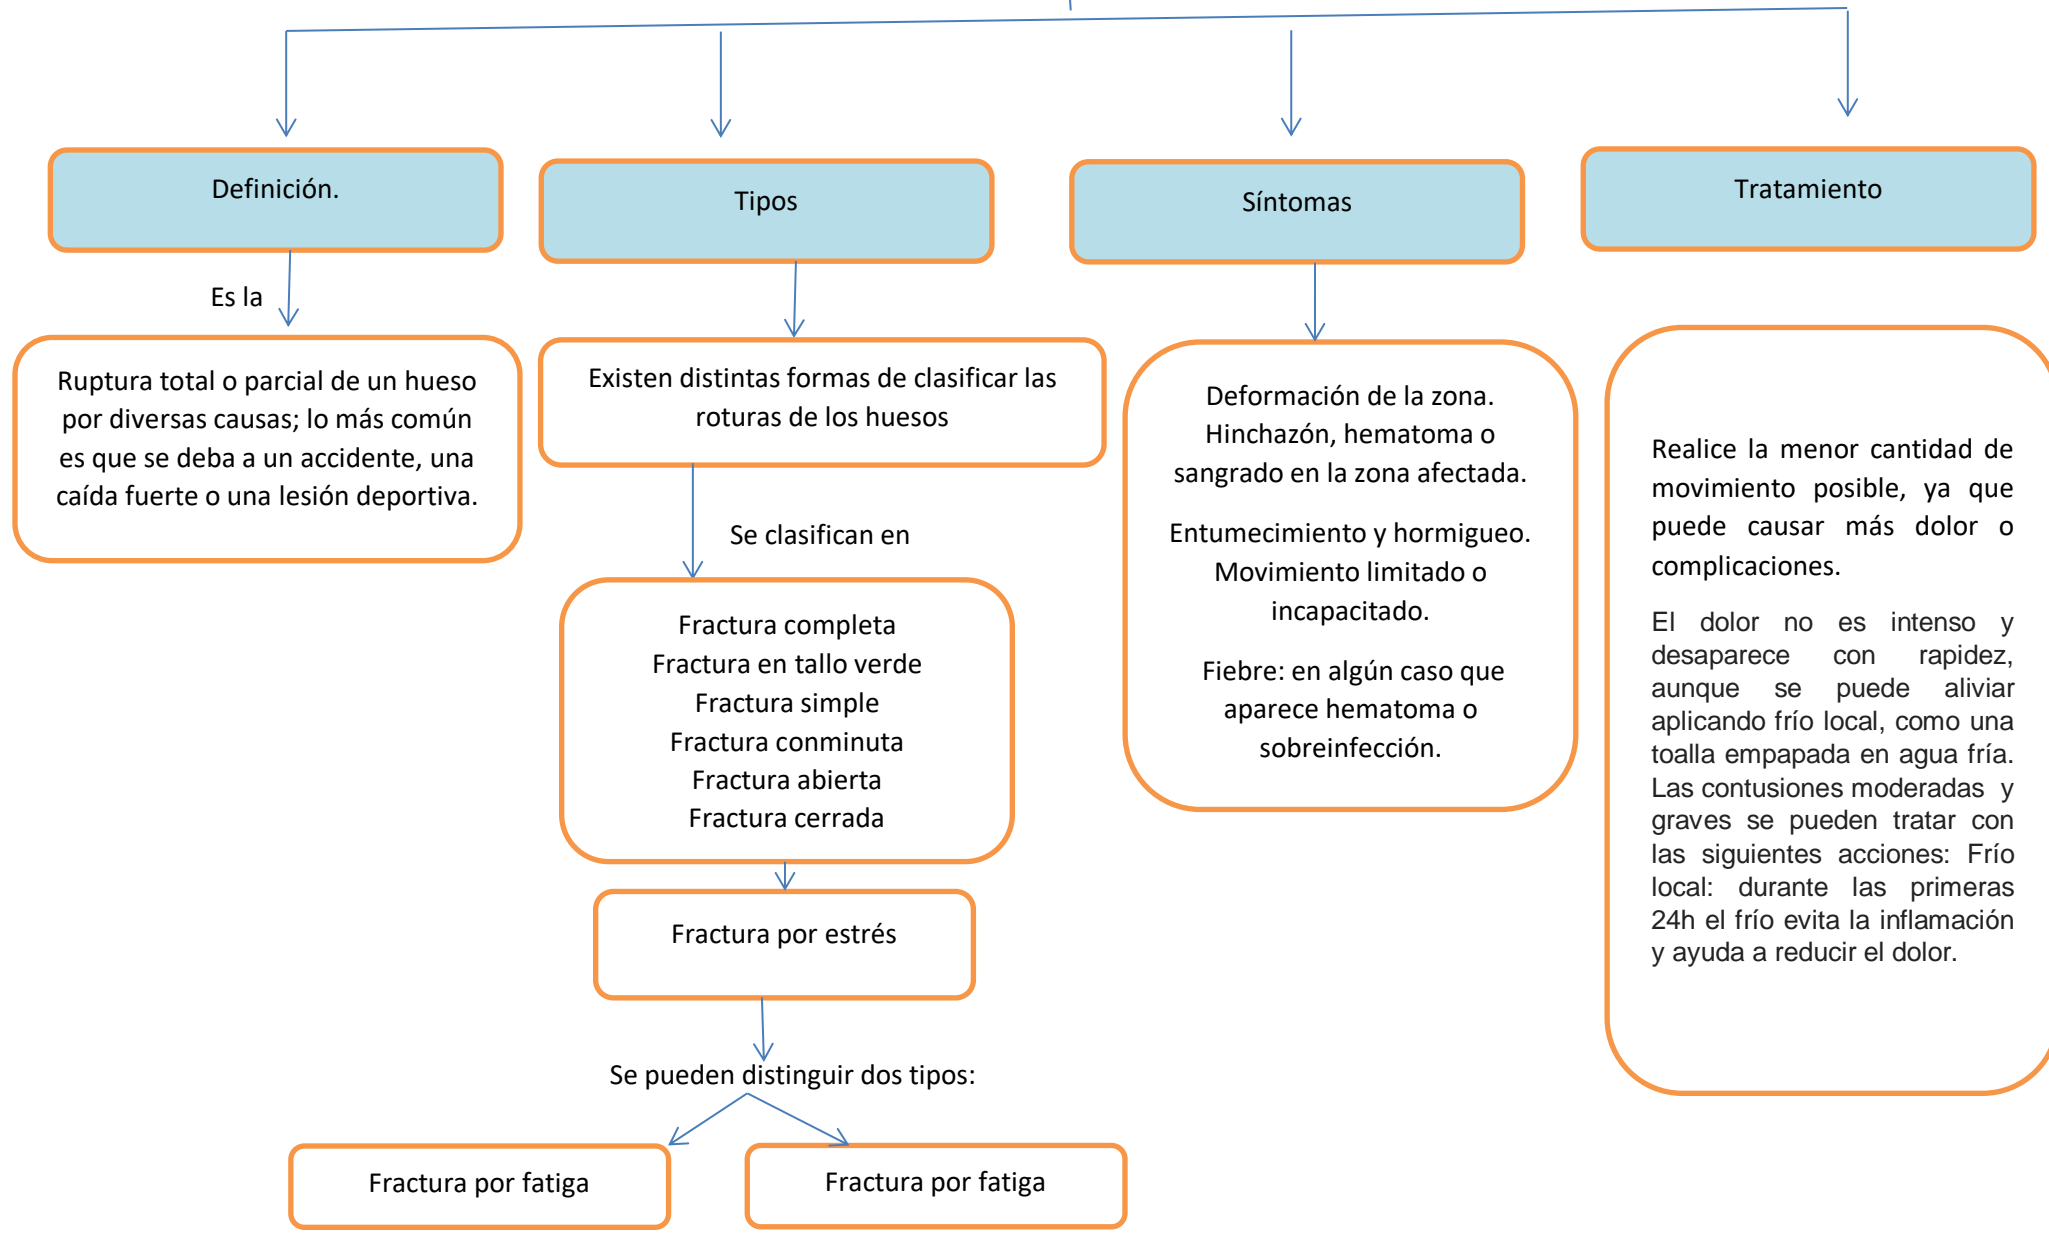 Definición.
Tipos
Síntomas
Tratamiento
Es la
Ruptura total o parcial de un hueso
por diversas causas; lo más común
es que se deba a un accidente, una
caída fuerte o una lesión deportiva.
Existen distintas formas de clasificar las
roturas de los huesos
Se clasifican en
Fractura completa
Fractura en tallo verde
Fractura simple
Fractura conminuta
Fractura abierta
Fractura cerrada
Fractura por estrés
Se pueden distinguir dos tipos:
Fractura por fatiga
Fractura por fatiga
Deformación de la zona.
Hinchazón, hematoma o
sangrado en la zona afectada.
Entumecimiento y hormigueo.
Movimiento limitado o
incapacitado.
Fiebre: en algún caso que
aparece hematoma o
sobreinfección.
Realice la menor cantidad de
movimiento posible, ya que
puede causar más dolor o
complicaciones.
El dolor no es intenso y
desaparece con rapidez,
aunque se puede aliviar
aplicando frío local, como una
toalla empapada en agua fría.
Las contusiones moderadas y
graves se pueden tratar con
las siguientes acciones: Frío
local: durante las primeras
24h el frío evita la inflamación
y ayuda a reducir el dolor.